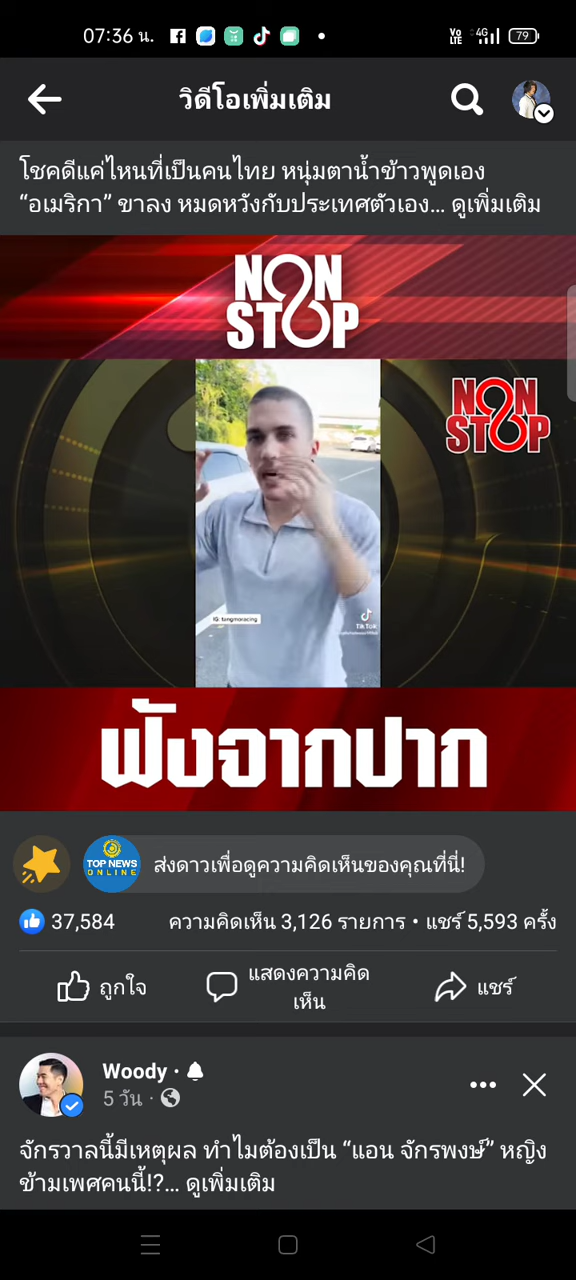 07:36 น.
Vo LTE 4G 79
วิดีโอเพิ่มเติม
โชคดีแค่ไหนที่เป็นคนไทย หนุ่มตาน้ำข้าวพูดเอง
“อเมริกา” ขาลง หมดหวังกับประเทศตัวเอง... ดูเพิ่มเติม
NON
STOP
NON
STOP
IG: tangmoracing
TikTok
ฟังจากปาก
TOP NEWS
ONLINE
ส่งดาวเพื่อดูความคิดเห็นของคุณที่นี่!
37,584 ความคิดเห็น 3,126 รายการ • แชร์ 5,593 ครั้ง
ถูกใจ
แสดงความคิด
เห็น
แชร์
Woody ·
5 วัน ·
จักรวาลนี้มีเหตุผล ทำไมต้องเป็น “แอน จักรพงษ์” หญิง
ข้ามเพศคนนี้!?... ดูเพิ่มเติม